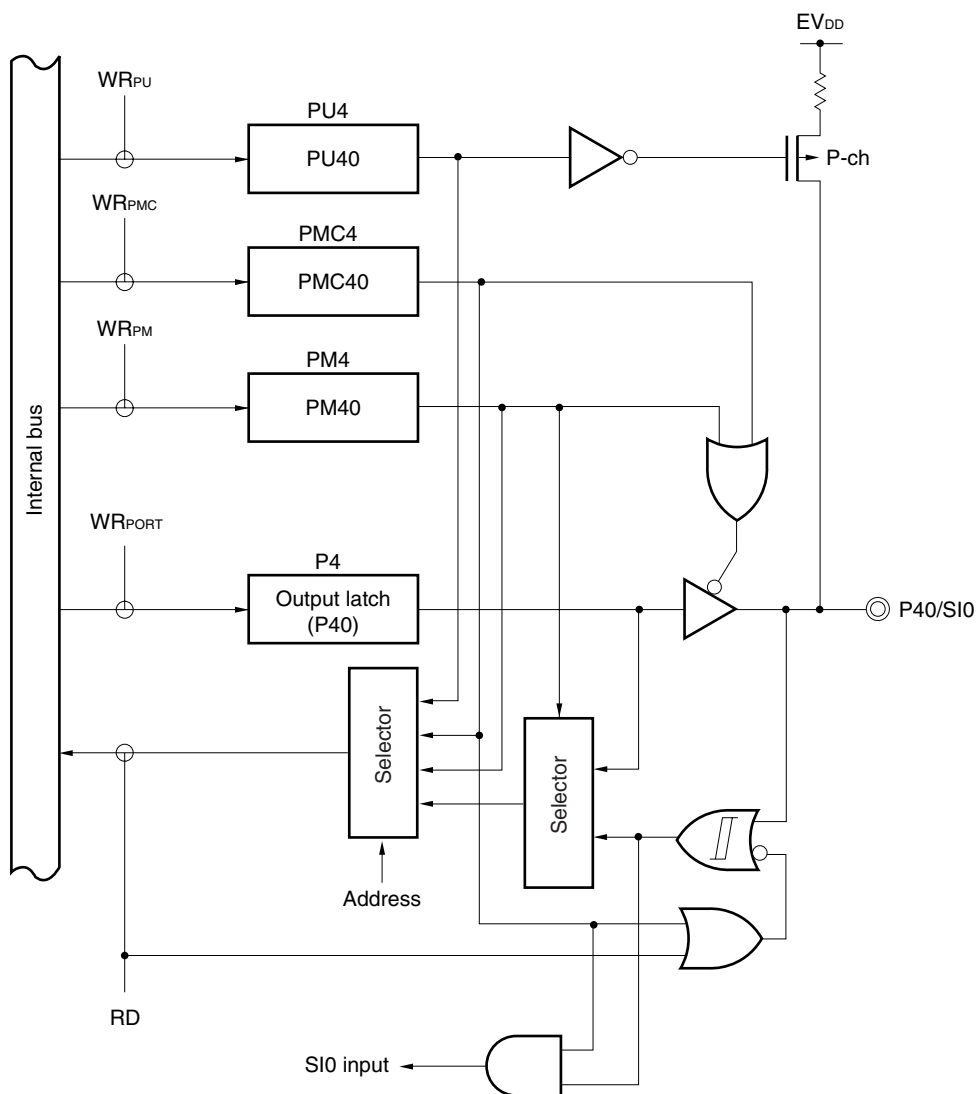 EVDD
WRPU
PU4
PU40
P-ch
WRPMC
PMC4
PMC40
WRPM
PM4
PM40
Internal bus
WRPORT
P4
Output latch
(P40)
P40/SI0
Selector
Selector
Address
RD
SI0 input